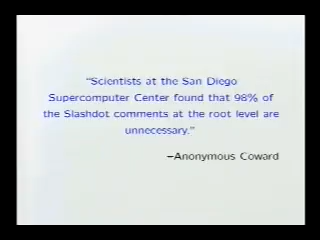 “Scientists at the San Diego
Supercomputer Center found that 98% of
the Slashdot comments at the root level are
unnecessary.”
–Anonymous Coward